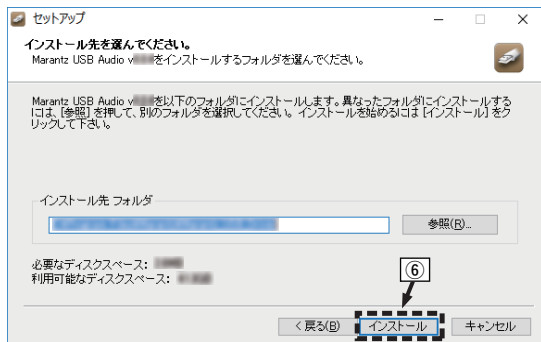 セットアップ
インストール先を選んでください。
Marantz USB Audio v をインストールするフォルダを選んでください。
Marantz USB Audio v を以下のフォルダにインストールします。異なったフォルダにインストールする
には、[参照] を押して、別のフォルダを選択してください。インストールを始めるには [インストール] をク
リックして下さい。
インストール先 フォルダ
参照(R)...
必要なディスクスペース:
利用可能なディスクスペース:
⑥
< 戻る(B) インストール キャンセル